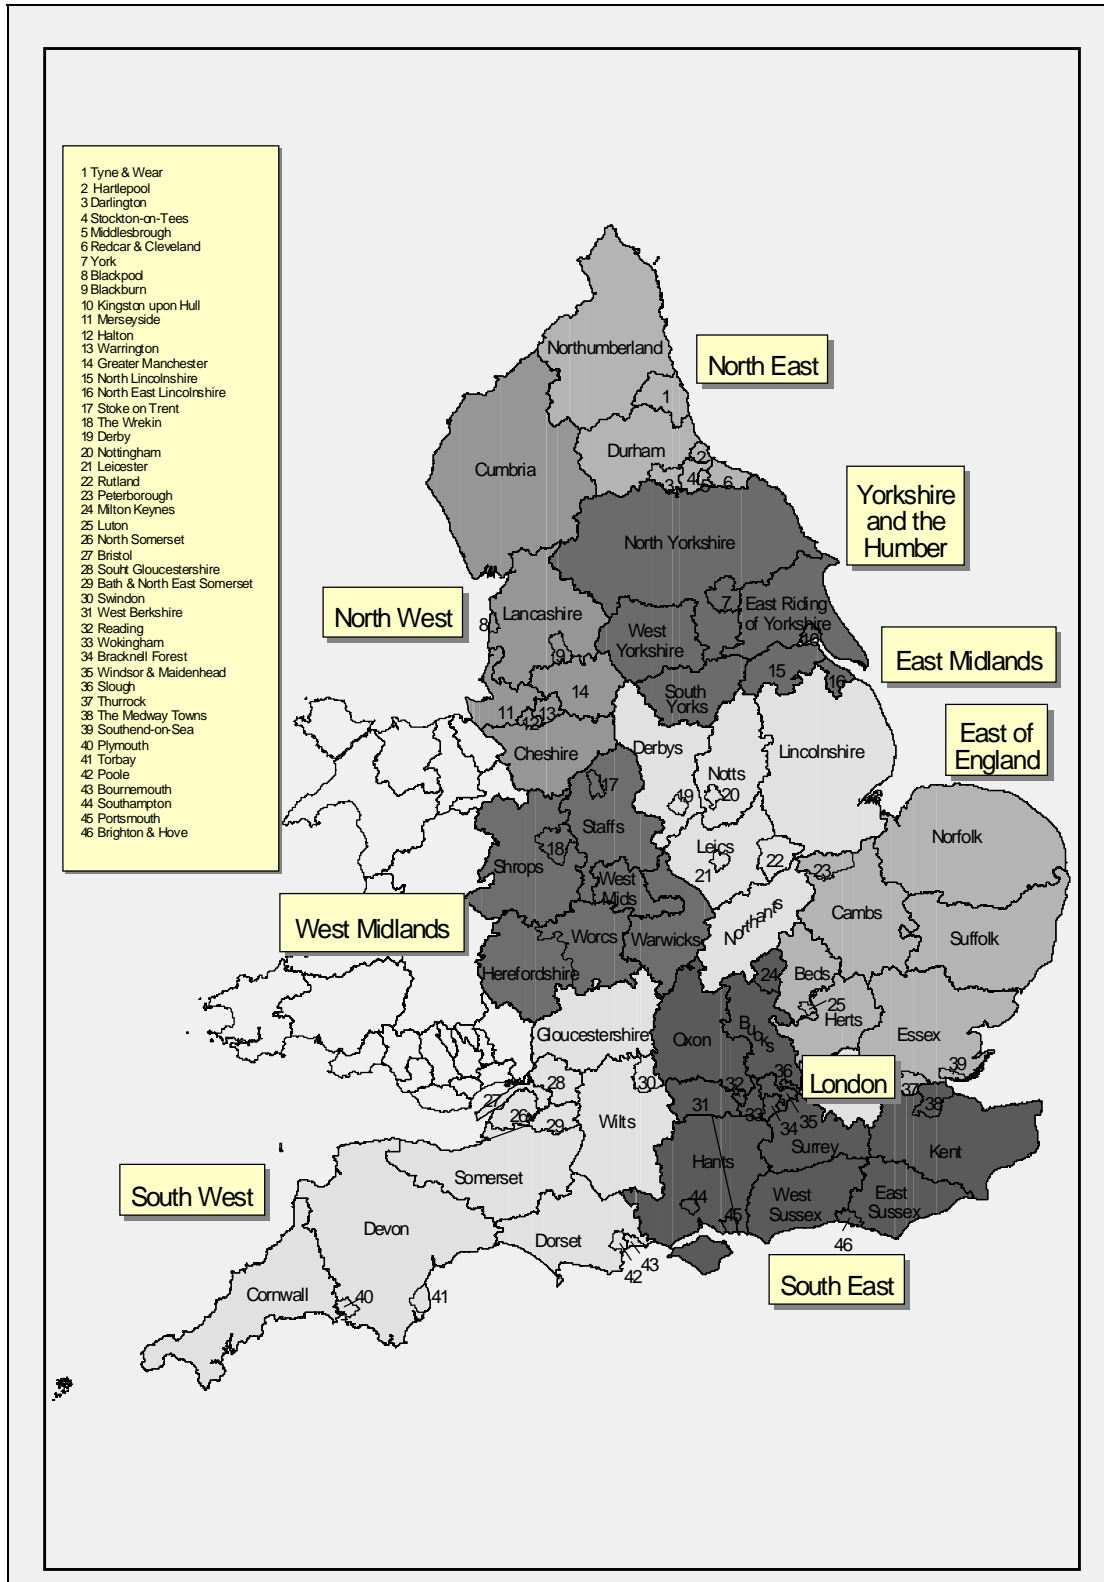 1 Tyne & Wear
2 Hartlepool
3 Darlington
4 Stockton-on-Tees
5 Middlesbrough
6 Redcar & Cleveland
7 York
8 Blackpool
9 Blackburn
10 Kingston upon Hull
11 Merseyside
12 Halton
13 Warrington
14 Greater Manchester
15 North Lincolnshire
16 North East Lincolnshire
17 Stoke on Trent
18 The Wrekin
19 Derby
20 Nottingham
21 Leicester
22 Rutland
23 Peterborough
24 Milton Keynes
25 Luton
26 North Somerset
27 Bristol
28 Souht Gloucestershire
29 Bath & North East Somerset
30 Swindon
31 West Berkshire
32 Reading
33 Wokingham
34 Bracknell Forest
35 Windsor & Maidenhead
36 Slough
37 Thurrock
38 The Medway Towns
39 Southend-on-Sea
40 Plymouth
41 Torbay
42 Poole
43 Bournemouth
44 Southampton
45 Portsmouth
46 Brighton & Hove
Northumberland
North East
1
Durham
2
Cumbria
3
4
5
6
Yorkshire
and the
Humber
North Yorkshire
North West
Lancashire
8
7
East Riding
of Yorkshire
10
West
Yorkshire
9
East Midlands
15
16
South
Yorks
14
11
12
13
Cheshire
Derbys
Lincolnshire
East of
England
Notts
17
19
20
Staffs
Norfolk
18
Shrops
Leics
21
22
23
West
Mids
West Midlands
Cambs
Northants
Suffolk
Worcs
Warwicks
Herefordshire
24
Beds
25
Herts
Gloucestershire
Oxon
Bucks
Essex
39
28
30
London
36
37
38
32
27
26
29
31
33
34
35
Wilts
Surrey
Kent
Hants
Somerset
South West
West
Sussex
East
Sussex
44
45
Devon
Dorset
46
43
42
South East
Cornwall
40
41